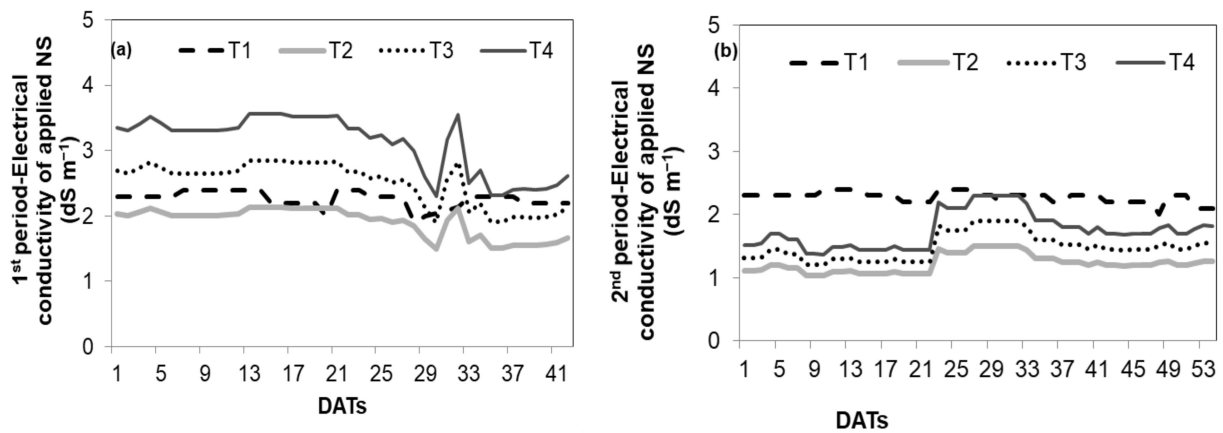 1st period-Electrical
conductivity of applied NS
(dS m−1)
5
4
3
2
1
0
(a)
T1 T2 T3 T4
1 5 9 13 17 21 25 29 33 37 41
DATs
2nd period-Electrical
conductivity of applied NS
(dS m−1)
5
4
3
2
1
0
(b)
T1 T2 T3 T4
1 5 9 13 17 21 25 29 33 37 41 45 49 53
DATs